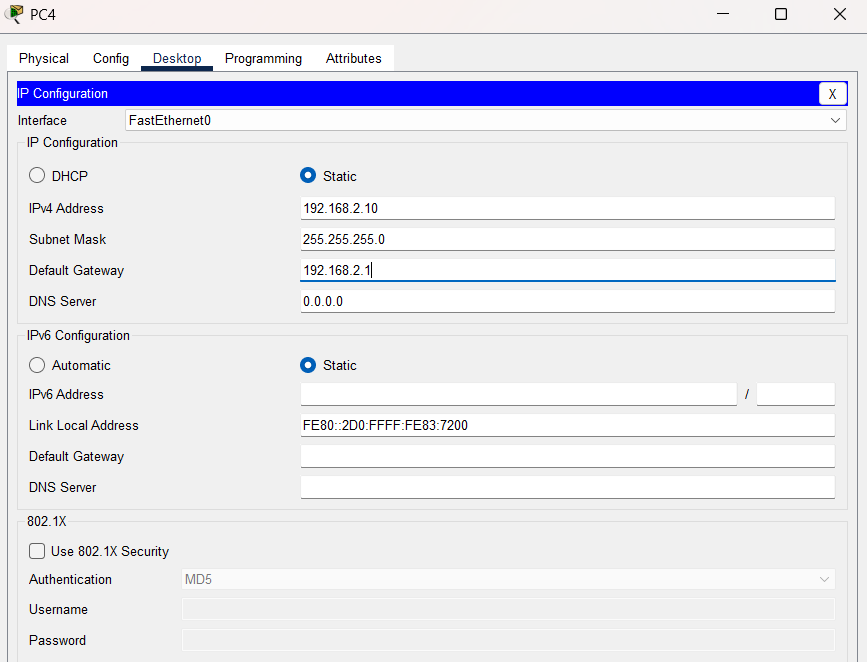 PC4
Physical Config Desktop Programming Attributes
IP Configuration X
Interface FastEthernet0
IP Configuration
DHCP Static
IPv4 Address 192.168.2.10
Subnet Mask 255.255.255.0
Default Gateway 192.168.2.1
DNS Server 0.0.0.0
IPv6 Configuration
Automatic Static
IPv6 Address /
Link Local Address FE80::2D0:FFFF:FE83:7200
Default Gateway
DNS Server
802.1X
Use 802.1X Security
Authentication MD5
Username
Password